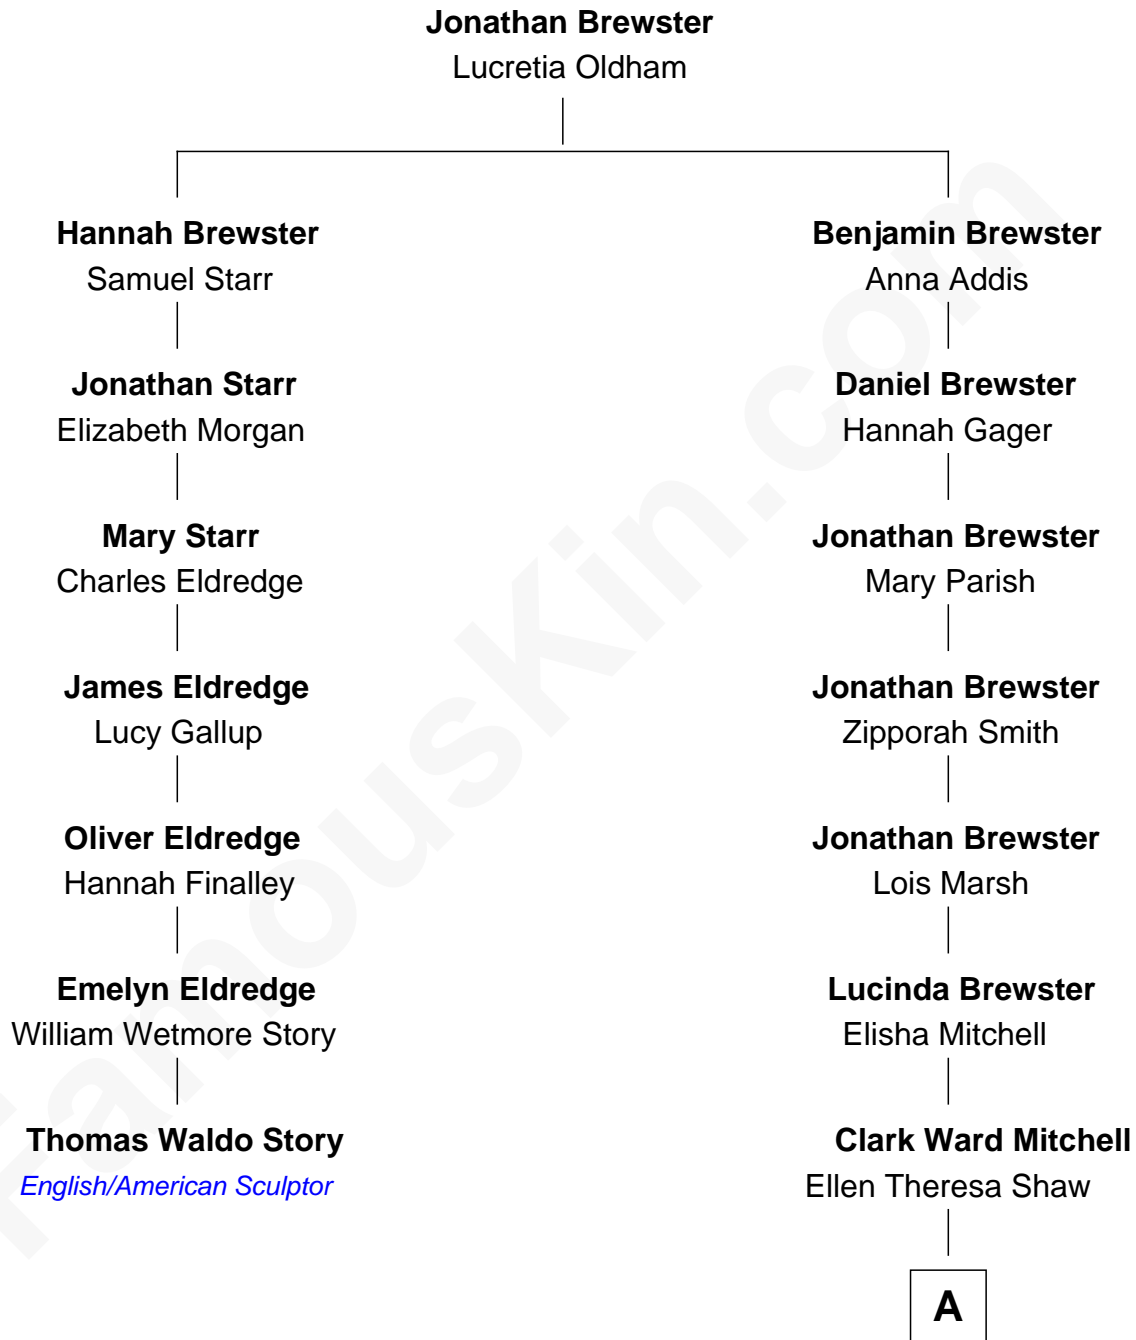 Jonathan Brewster
Lucretia Oldham
Hannah Brewster
Samuel Starr
Benjamin Brewster
Anna Addis
Jonathan Starr
Elizabeth Morgan
Daniel Brewster
Hannah Gager
Mary Starr
Charles Eldredge
Jonathan Brewster
Mary Parish
James Eldredge
Lucy Gallup
Jonathan Brewster
Zipporah Smith
Oliver Eldredge
Hannah Finalley
Jonathan Brewster
Lois Marsh
Emelyn Eldredge
William Wetmore Story
Lucinda Brewster
Elisha Mitchell
Thomas Waldo Story
English/American Sculptor
Clark Ward Mitchell
Ellen Theresa Shaw
A
FamousKin.com